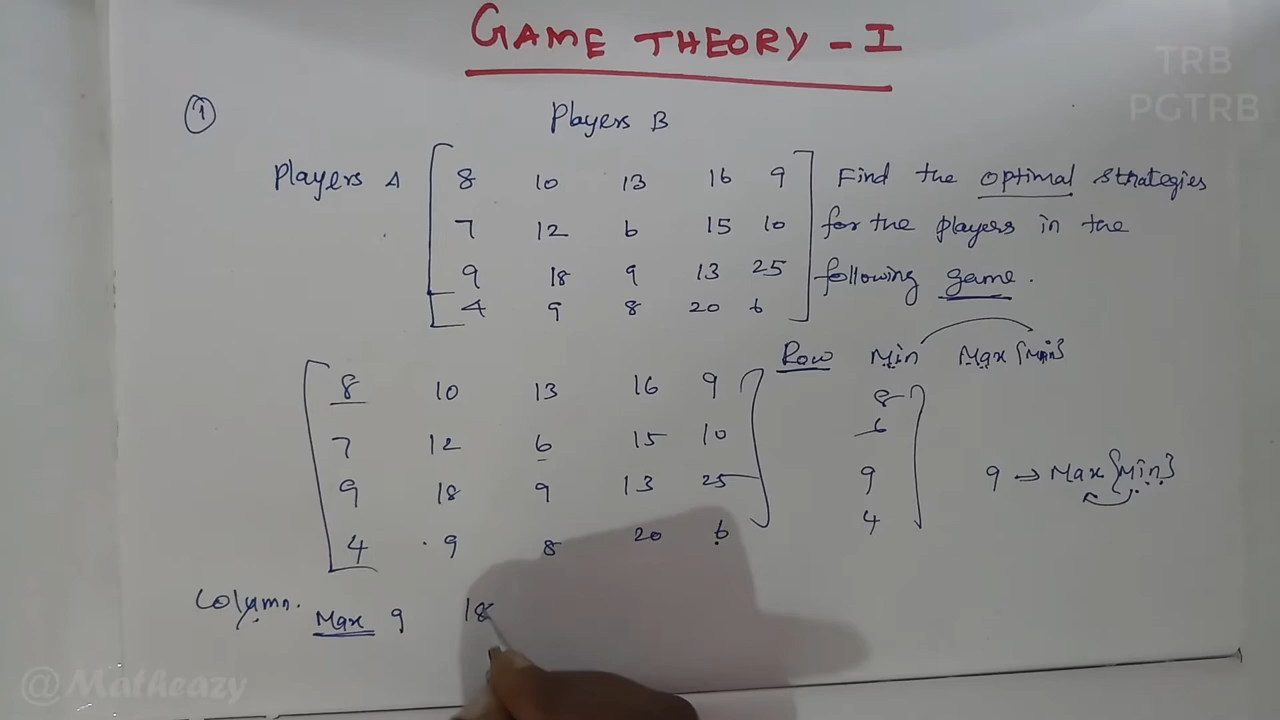 GAME THEORY - I
TRB
PGTRB
①
Players B
Players A
8 10 13 16 9
7 12 6 15 10
9 18 9 13 25
4 9 8 20 6
Find the optimal strategies
for the players in the
following game.
Row Min Max {Min}
8 10 13 16 9 8
7 12 6 15 10 6
9 18 9 13 25 9 9 ⇒ Max {Min}
4 9 8 20 6 4
Column. Max 9 18
@Matheazy